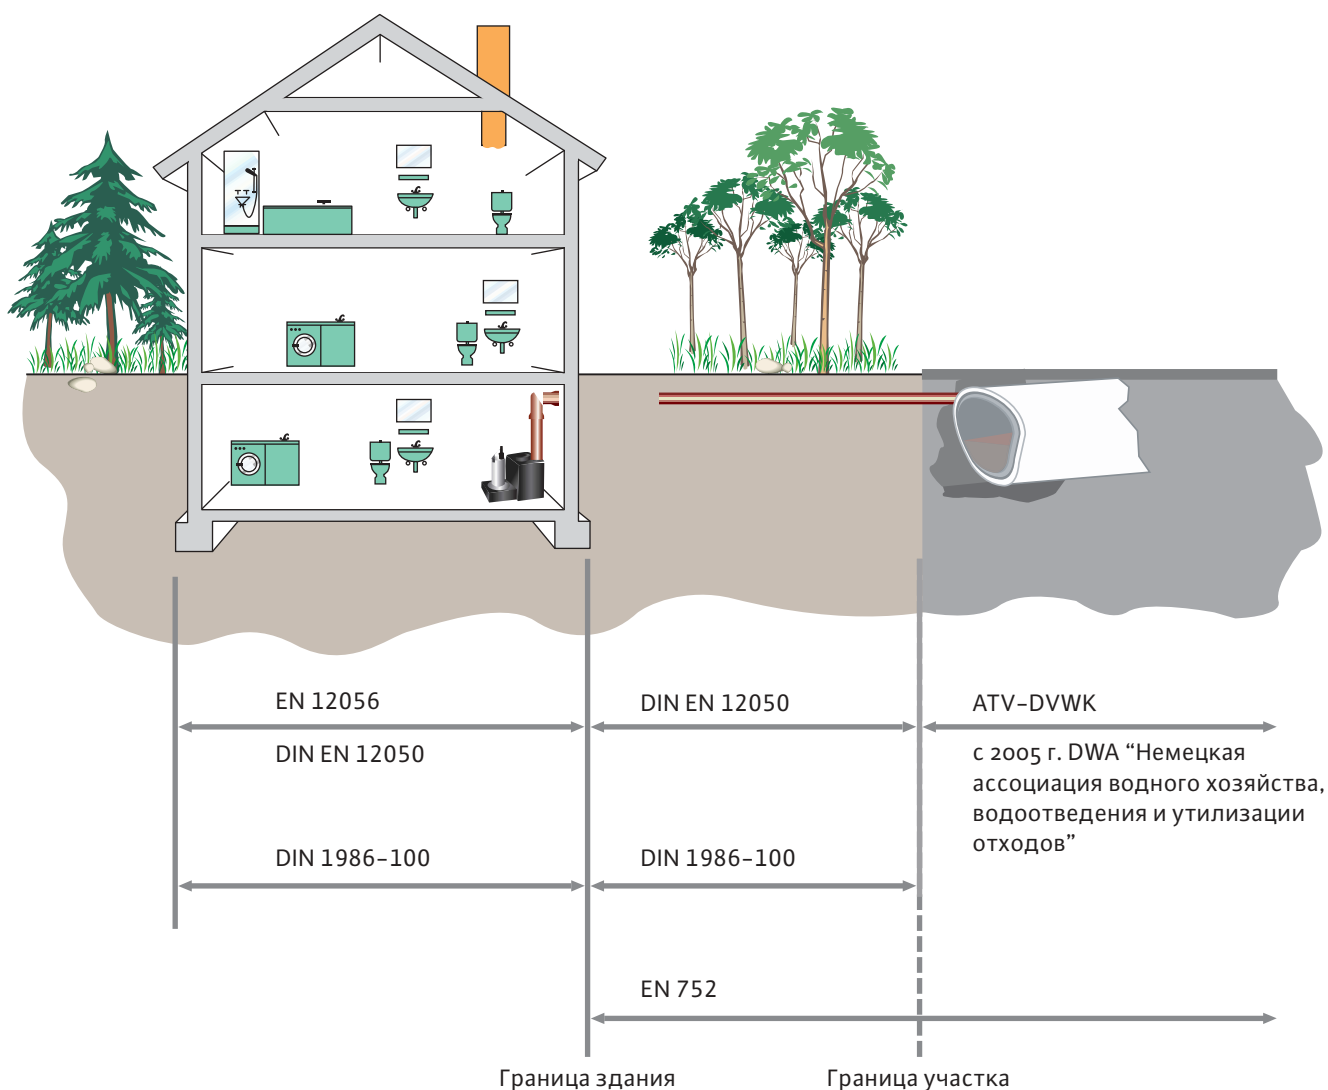 EN 12056
DIN EN 12050
ATV-DVWK
DIN EN 12050
с 2005 г. DWA “Немецкая
ассоциация водного хозяйства,
водоотведения и утилизации
отходов”
DIN 1986-100
DIN 1986-100
EN 752
Граница здания
Граница участка